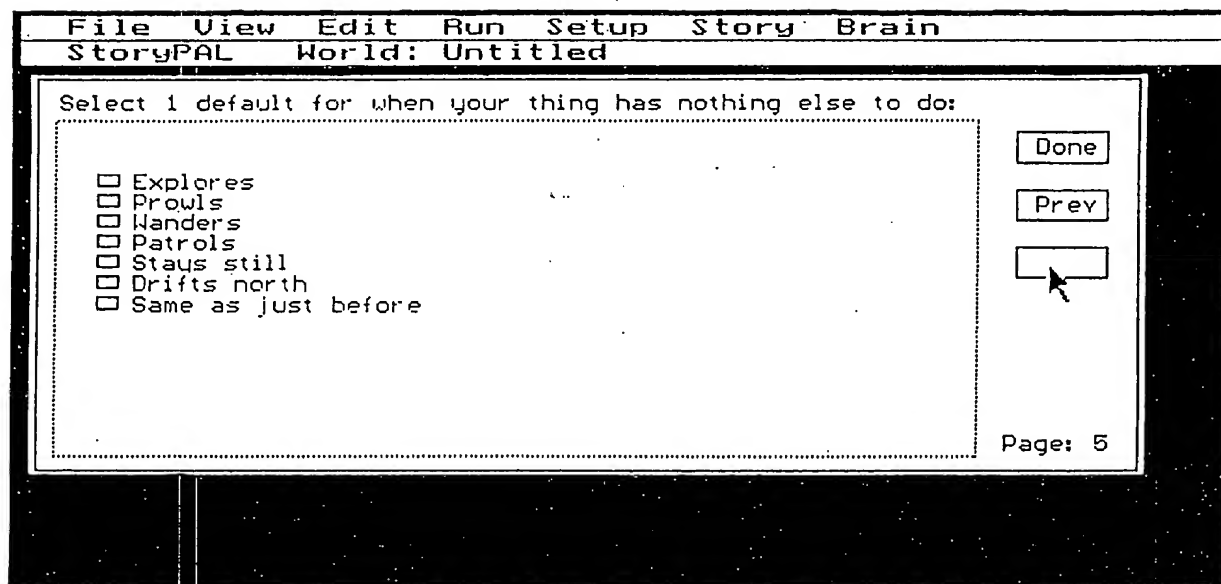 File View Edit Run Setup Story Brain
StoryPAL World: Untitled
Select 1 default for when your thing has nothing else to do:
Done
Explores
Prowls
Prev
Wanders
Patrols
Stays still
Drifts north
Same as just before
Page: 5